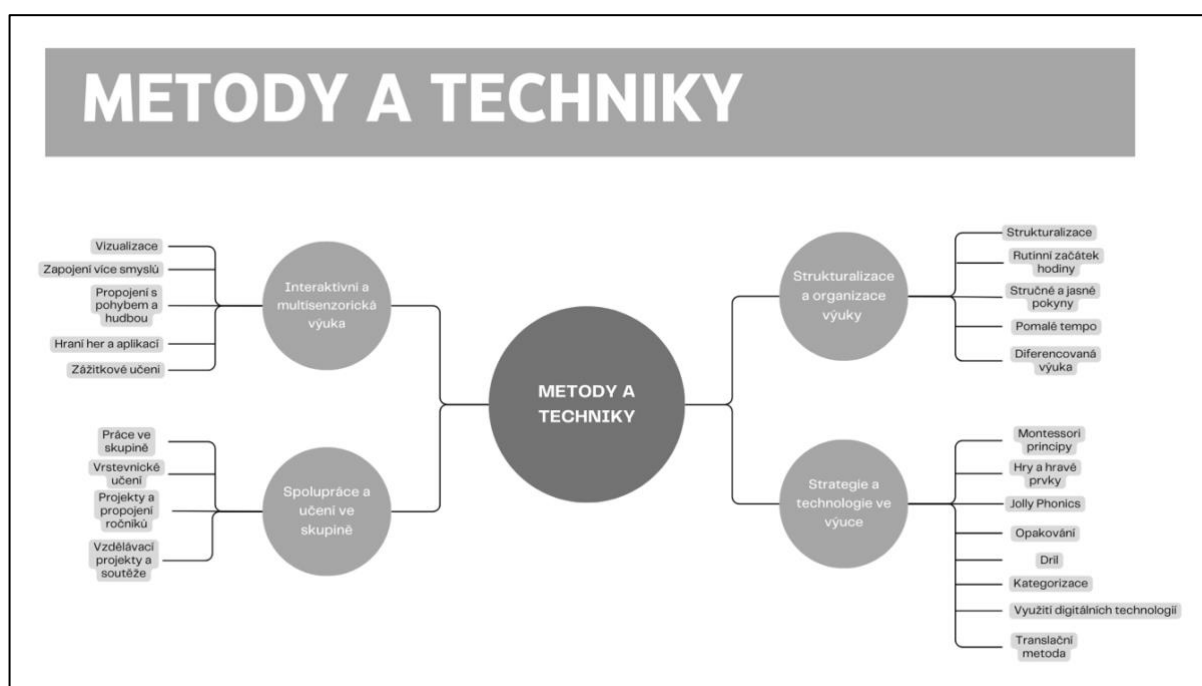 METODY A TECHNIKY
Vizualizace
Zapojení více smyslů
Propojení s
pohybem a
hudbou
Hraní her a aplikací
Zážitkové učení
Interaktivní a
multisenzorická
výuka
Práce ve
skupině
Vrstevnické
učení
Projekty a
propojení
ročníků
Vzdělávací
projekty a
soutěže
Spolupráce a
učení ve
skupině
METODY A
TECHNIKY
Strukturalizace
a organizace
výuky
Strukturalizace
Rutinní začátek
hodiny
Stručné a jasné
pokyny
Pomalé tempo
Diferencovaná
výuka
Strategie a
technologie ve
výuce
Montessori
principy
Hry a hravé
prvky
Jolly Phonics
Opakování
Dril
Kategorizace
Využití digitálních technologií
Translační
metoda